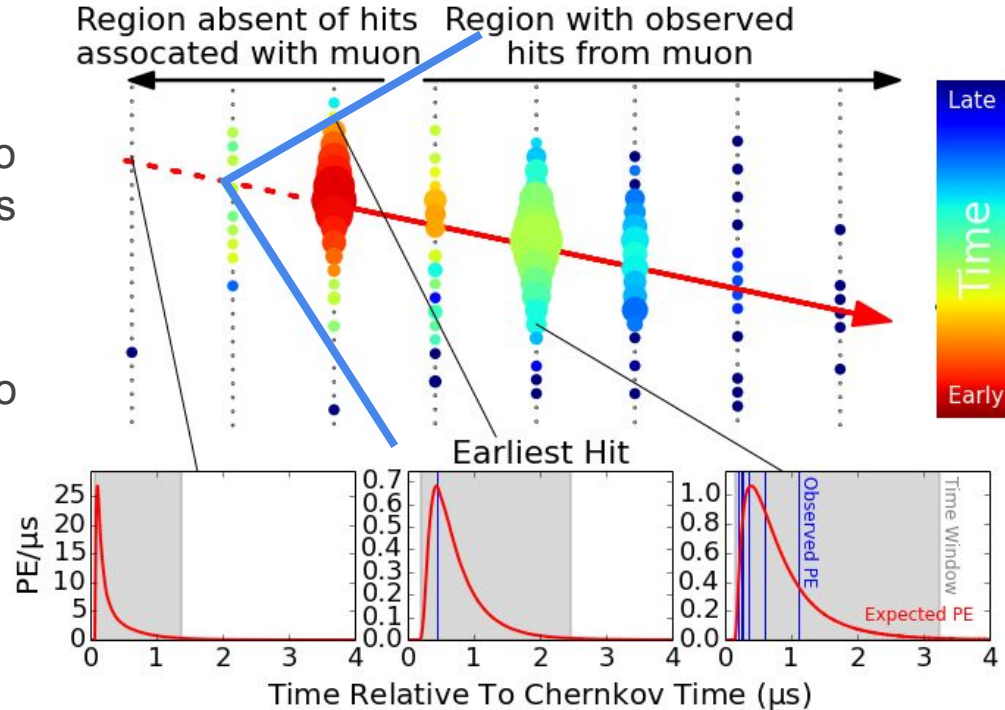 Region absent of hits
assocated with muon
Region with observed
hits from muon
o
s
o
Late
Time
Early
Earliest Hit
PE/μs
25
20
15
10
5
0
0 1 2 3 4
0.7
0.6
0.5
0.4
0.3
0.2
0.1
0.0
0 1 2 3 4
1.0
0.8
0.6
0.4
0.2
0.0
0 1 2 3 4
Observed PE
Time Window
Expected PE
Time Relative To Chernkov Time (μs)